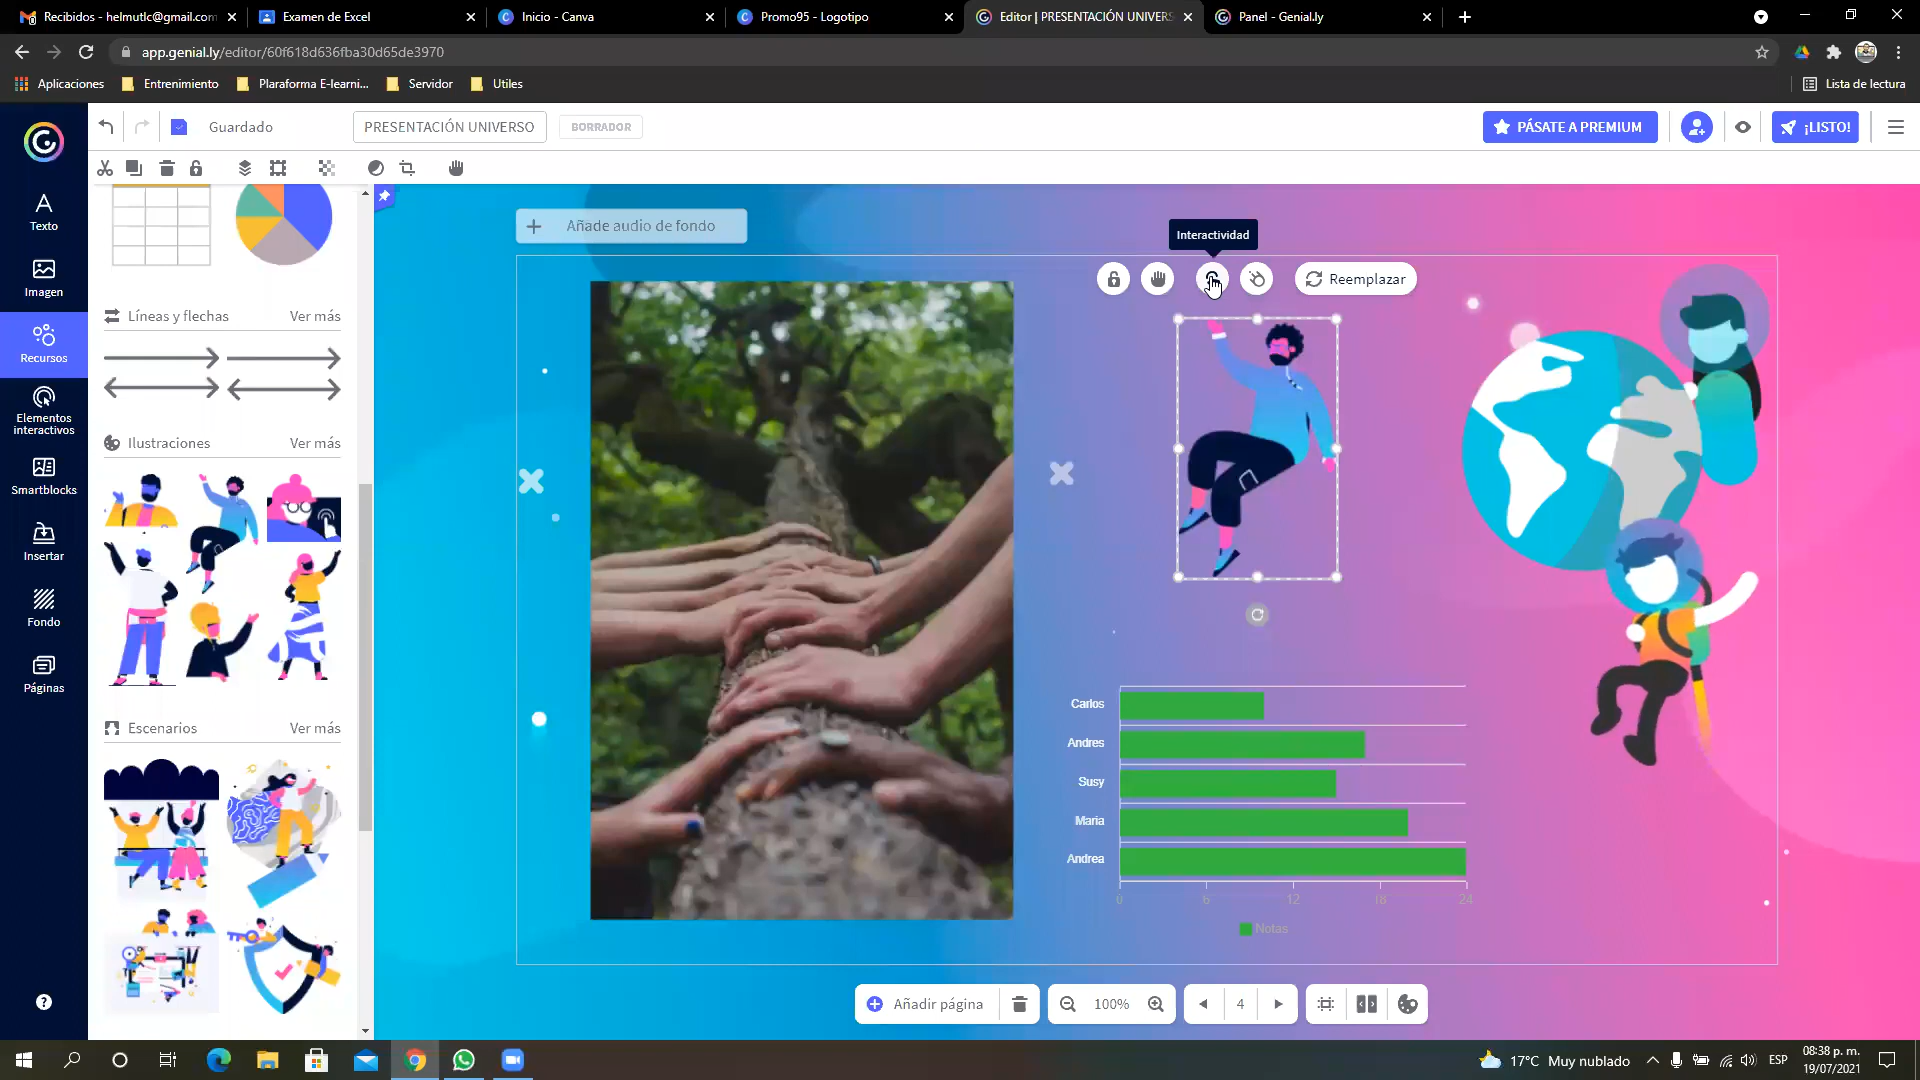 Recibidos - helmutlc@gmail.com
Examen de Excel
Inicio - Canva
Promo95 - Logotipo
Editor | PRESENTACIÓN UNIVERS
Panel - Genial.ly
app.genial.ly/editor/60f618d636fba30d65de3970
Aplicaciones
Entrenimiento
Plaraforma E-learni...
Servidor
Utiles
Lista de lectura
Guardado
PRESENTACIÓN UNIVERSO
BORRADOR
PÁSATE A PREMIUM
¡LISTO!
Texto
Imagen
Recursos
Elementos
interactivos
Smartblocks
Insertar
Fondo
Páginas
Líneas y flechas
Ver más
Ilustraciones
Ver más
Escenarios
Ver más
Añade audio de fondo
Interactividad
Reemplazar
Carlos
Andres
Susy
Maria
Andrea
0 6 12 18 24
Notas
Añadir página
100%
4
17°C Muy nublado
ESP
08:38 p. m.
19/07/2021